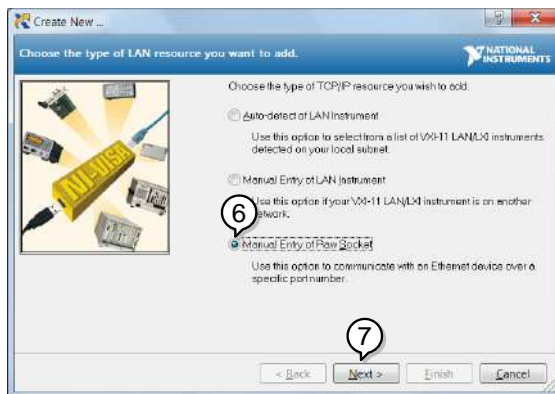 Create New ...
Choose the type of LAN resource you want to add.
NATIONAL
INSTRUMENTS
Choose the type of TCP/IP resource you wish to add.
Auto-detect of LAN Instrument
Use this option to select from a list of VXI-11 LAN/LXI instruments
detected on your local subnet.
Manual Entry of LAN Instrument
Use this option if your VXI-11 LAN/LXI instrument is on another
network.
6
Manual Entry of Raw Socket
Use this option to communicate with an Ethernet device over a
specific port number.
NI-VISA
7
< Back
Next >
Finish
Cancel